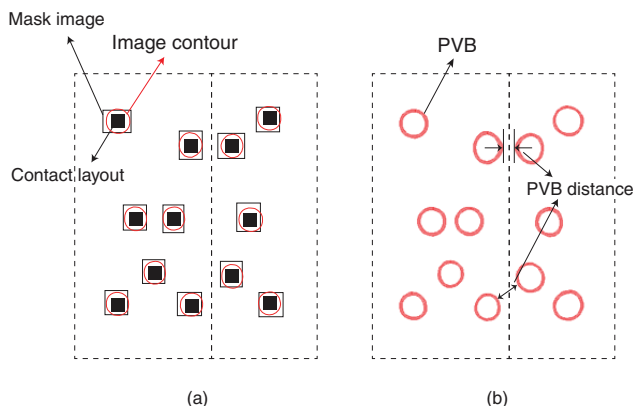 Mask image
Image contour
PVB
Contact layout
PVB distance
(a)
(b)